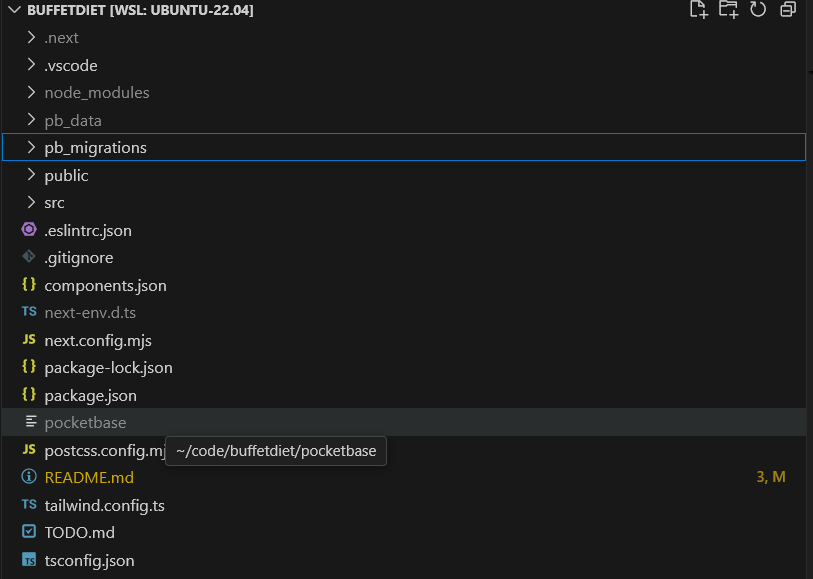 BUFFETDIET [WSL: UBUNTU-22.04]
.next
.vscode
node_modules
pb_data
pb_migrations
public
src
.eslintrc.json
.gitignore
{} components.json
TS next-env.d.ts
JS next.config.mjs
{} package-lock.json
{} package.json
pocketbase
JS postcss.config.mj
~/code/buffetdiet/pocketbase
README.md 3, M
TS tailwind.config.ts
TODO.md
TS tsconfig.json